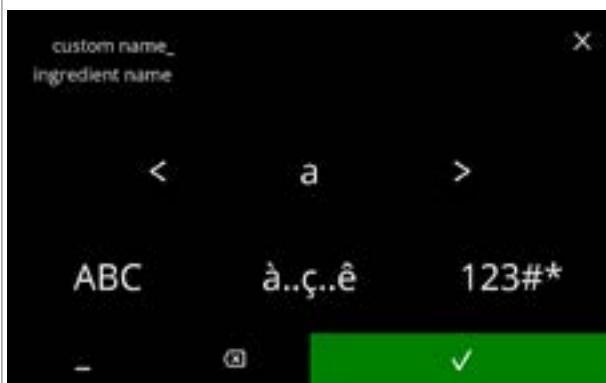 custom name_
ingredient name
< a >
ABC à..ç..ê 123#*
_